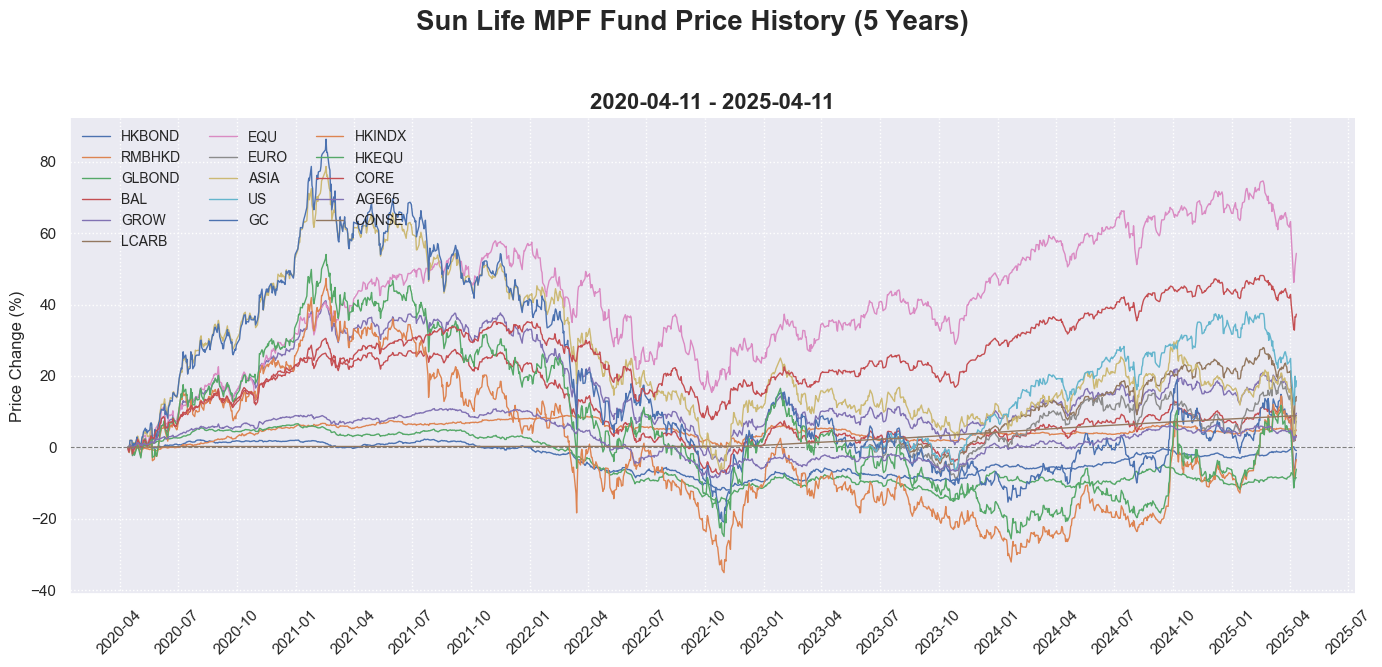 Sun Life MPF Fund Price History (5 Years)
2020-04-11 - 2025-04-11
HKBOND
RMBHKD
GLBOND
BAL
GROW
LCARB
EQU
EURO
ASIA
US
GC
HKINDX
HKEQU
CORE
AGE65
CONSE
Price Change (%)
80
60
40
20
0
−20
−40
2020-04
2020-07
2020-10
2021-01
2021-04
2021-07
2021-10
2022-01
2022-04
2022-07
2022-10
2023-01
2023-04
2023-07
2023-10
2024-01
2024-04
2024-07
2024-10
2025-01
2025-04
2025-07